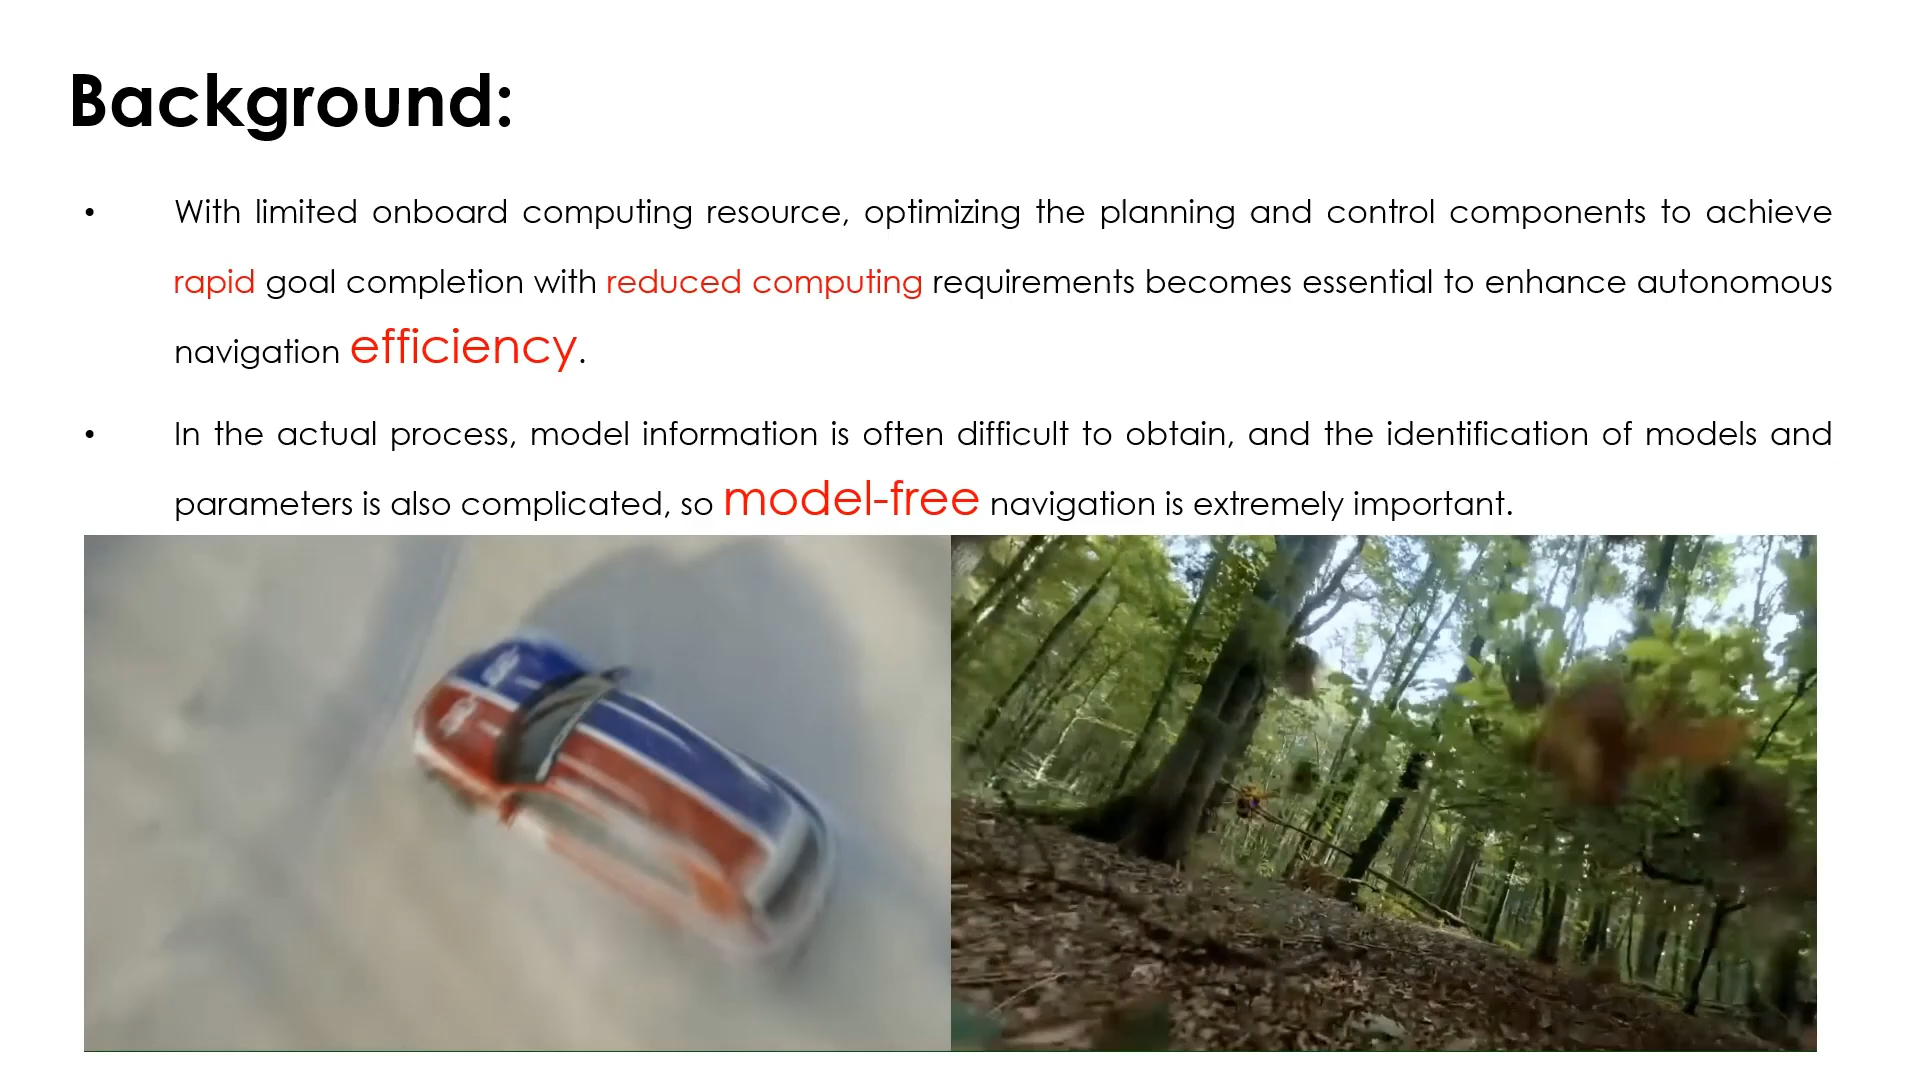 Background:
• With limited onboard computing resource, optimizing the planning and control components to achieve
rapid goal completion with reduced computing requirements becomes essential to enhance autonomous
navigation efficiency.
• In the actual process, model information is often difficult to obtain, and the identification of models and
parameters is also complicated, so model-free navigation is extremely important.